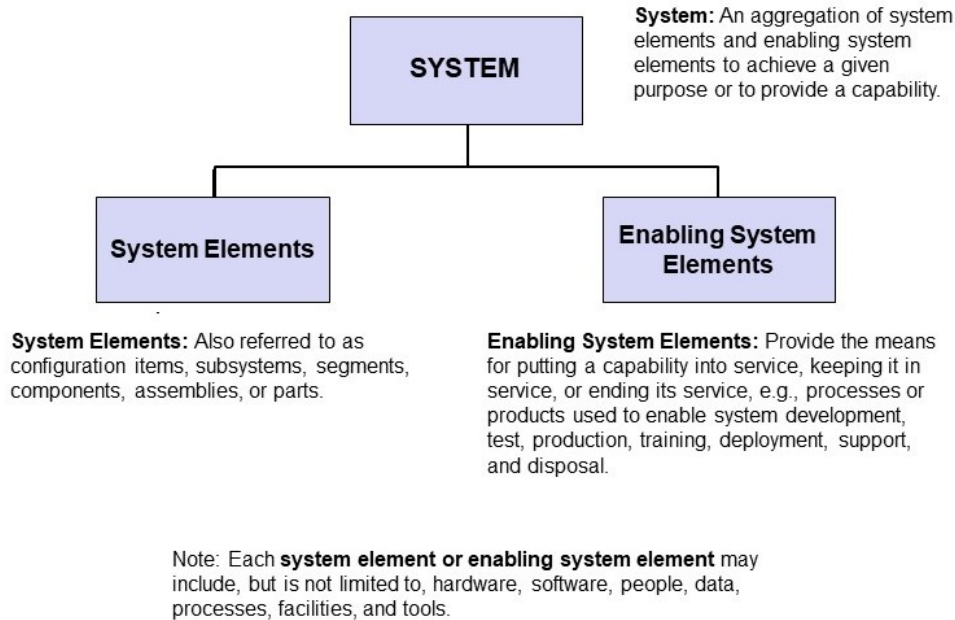 System: An aggregation of system
elements and enabling system
elements to achieve a given
purpose or to provide a capability.
SYSTEM
System Elements
Enabling System
Elements
System Elements: Also referred to as
configuration items, subsystems, segments,
components, assemblies, or parts.
Enabling System Elements: Provide the means
for putting a capability into service, keeping it in
service, or ending its service, e.g., processes or
products used to enable system development,
test, production, training, deployment, support,
and disposal.
Note: Each system element or enabling system element may
include, but is not limited to, hardware, software, people, data,
processes, facilities, and tools.